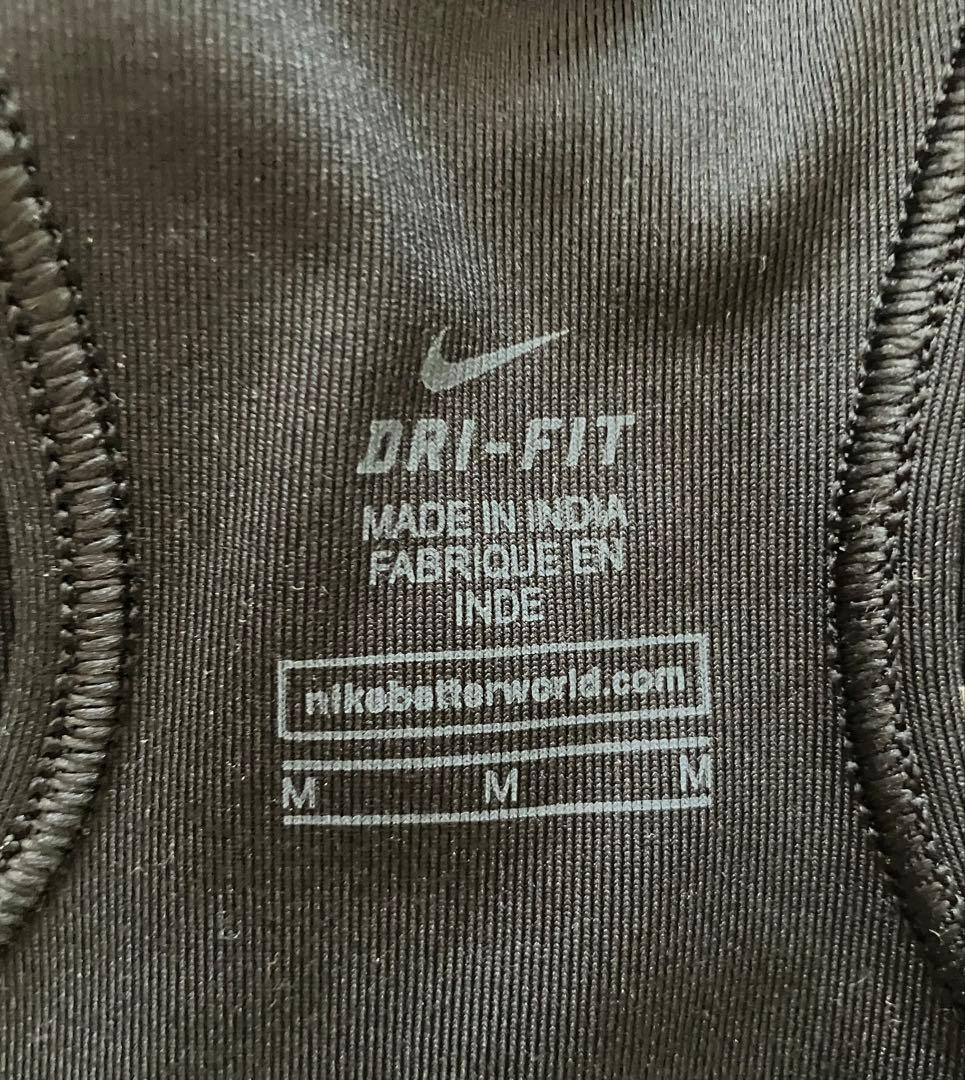 DRI-FIT
MADE IN INDIA
FABRIQUE EN
INDE
nikebetterworld.com
M M M